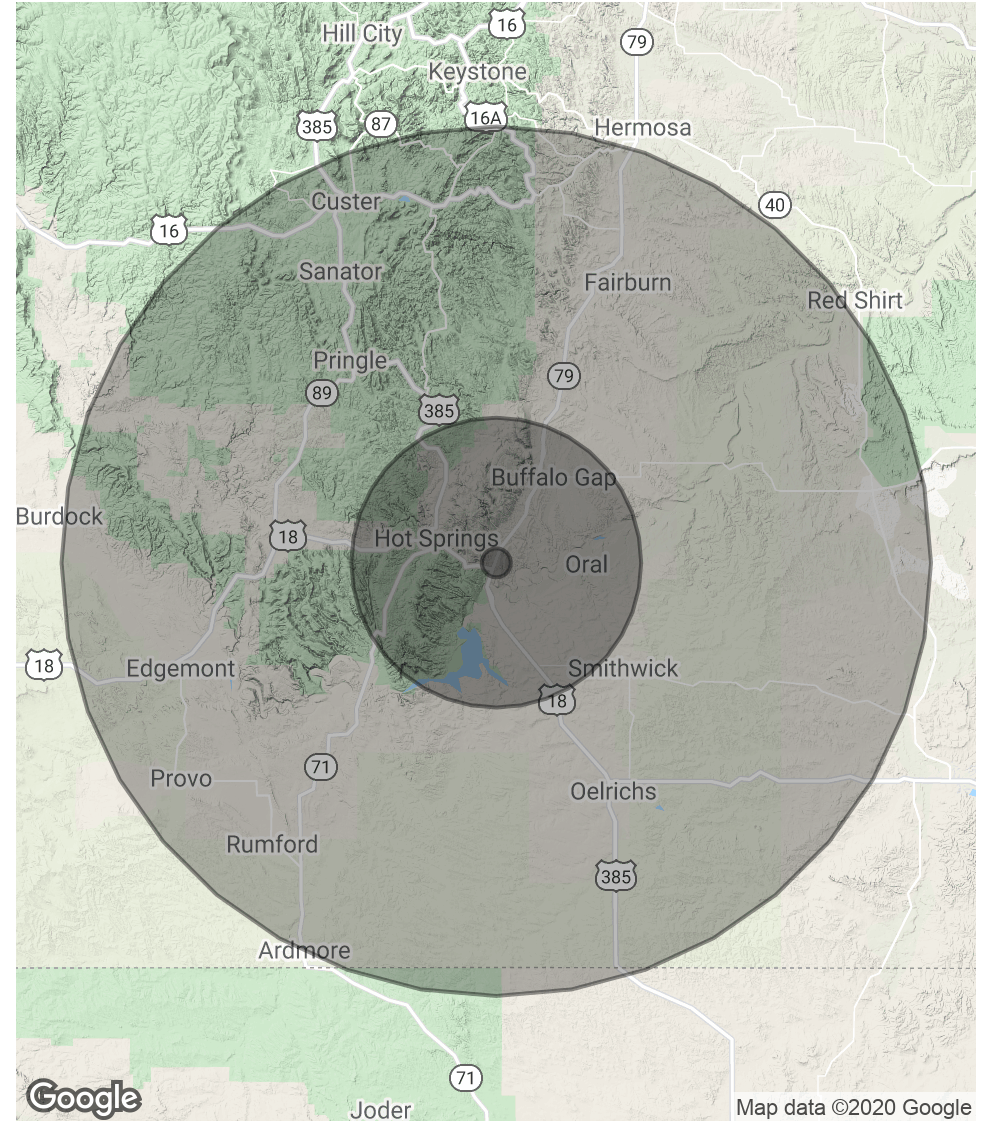 16
Hill City
79
Keystone
16A
385
87
Hermosa
Custer
40
16
Sanator
Fairburn
Red Shirt
Pringle
79
89
385
Buffalo Gap
Burdock
18
Hot Springs
Oral
18
Edgemont
Smithwick
18
71
Provo
Oelrichs
Rumford
385
Ardmore
71
Google
Joder
Map data ©2020 Google